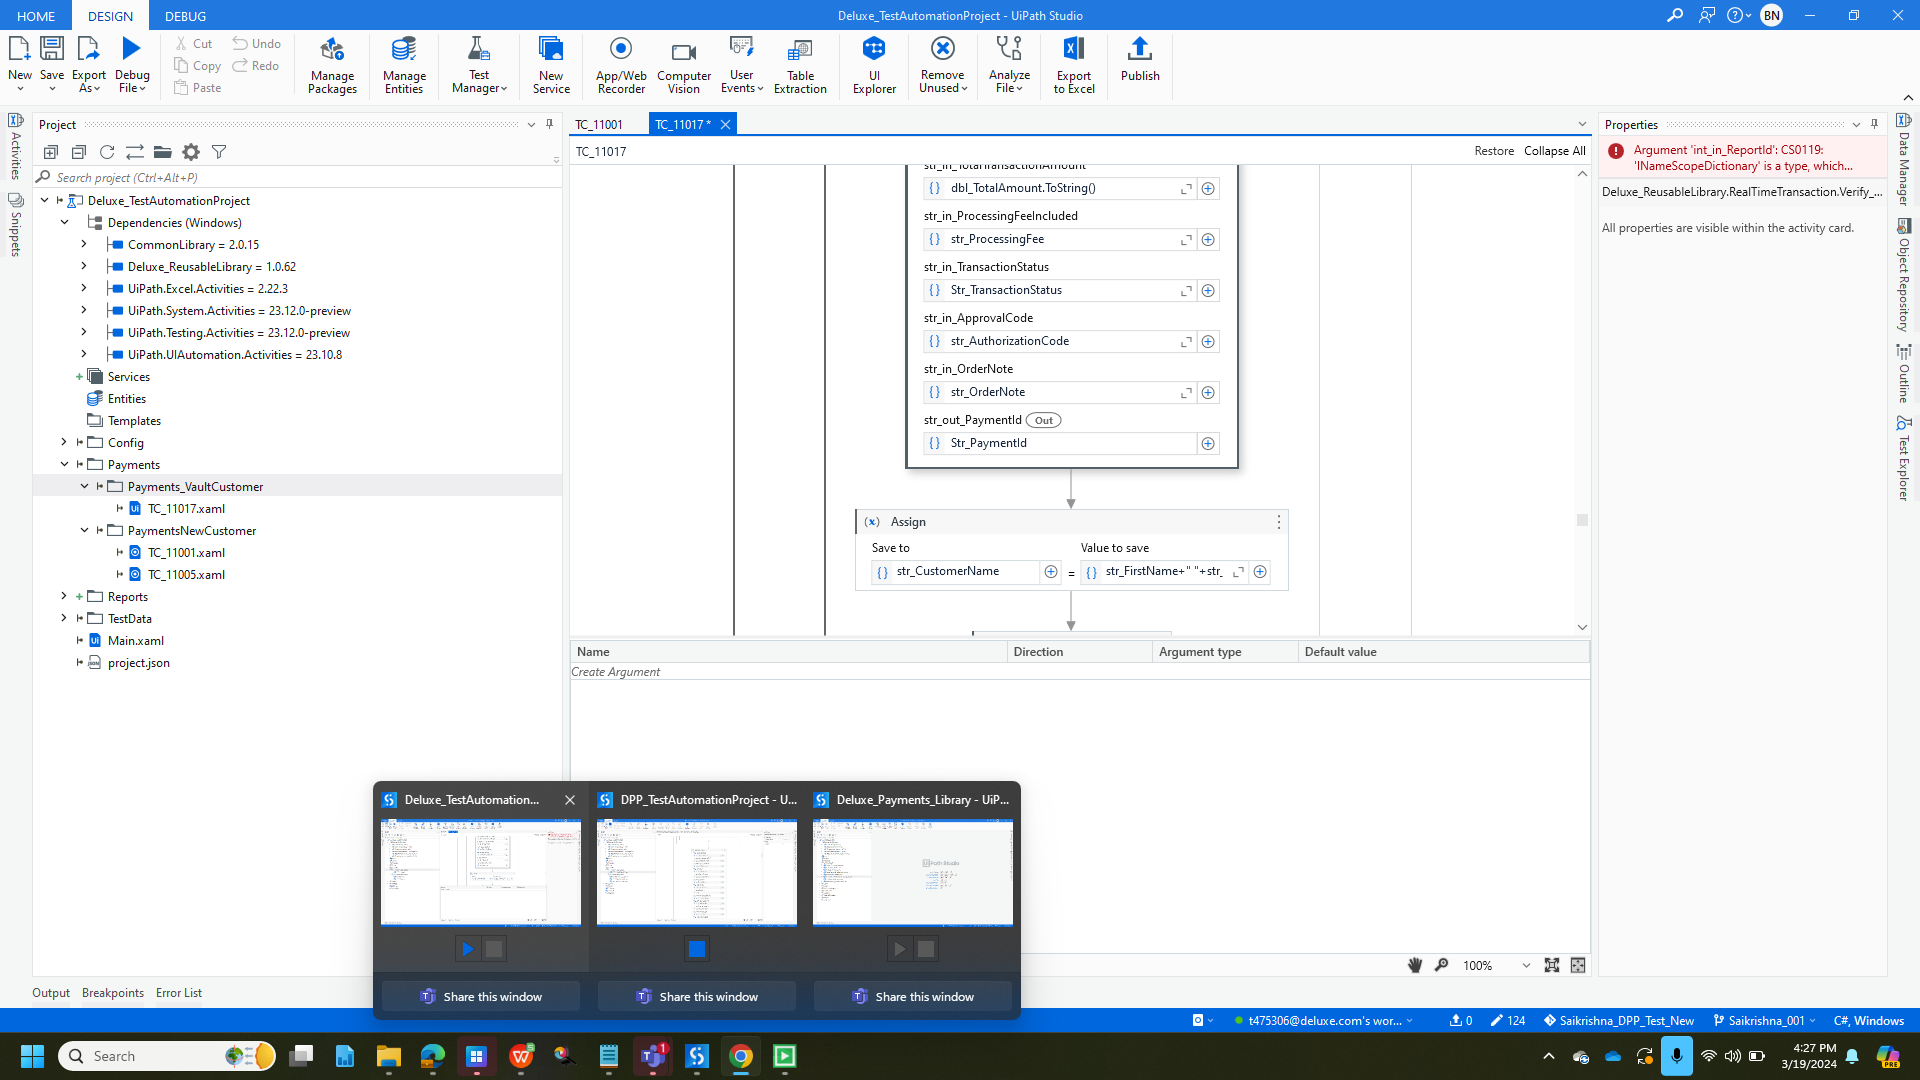 HOME
DESIGN
DEBUG
Deluxe_TestAutomationProject - UiPath Studio
BN
New
Save
Export As
Debug File
Cut
Copy
Paste
Undo
Redo
Manage Packages
Manage Entities
Test Manager
New Service
App/Web Recorder
Computer Vision
User Events
Table Extraction
UI Explorer
Remove Unused
Analyze File
Export to Excel
Publish
Activities
Snippets
Project
Search project (Ctrl+Alt+P)
Deluxe_TestAutomationProject
Dependencies (Windows)
CommonLibrary = 2.0.15
Deluxe_ReusableLibrary = 1.0.62
UiPath.Excel.Activities = 2.22.3
UiPath.System.Activities = 23.12.0-preview
UiPath.Testing.Activities = 23.12.0-preview
UiPath.UIAutomation.Activities = 23.10.8
Services
Entities
Templates
Config
Payments
Payments_VaultCustomer
TC_11017.xaml
PaymentsNewCustomer
TC_11001.xaml
TC_11005.xaml
Reports
TestData
Main.xaml
project.json
TC_11001
TC_11017 *
TC_11017
Restore
Collapse All
str_in_TotalTransactionAmount
dbl_TotalAmount.ToString()
str_in_ProcessingFeeIncluded
str_ProcessingFee
str_in_TransactionStatus
Str_TransactionStatus
str_in_ApprovalCode
str_AuthorizationCode
str_in_OrderNote
str_OrderNote
str_out_PaymentId Out
Str_PaymentId
Assign
Save to
Value to save
str_CustomerName
=
str_FirstName+" "+str_
Name
Direction
Argument type
Default value
Create Argument
100%
Properties
Argument 'int_in_ReportId': CS0119:
'INameScopeDictionary' is a type, which...
Deluxe_ReusableLibrary.RealTimeTransaction.Verify_...
All properties are visible within the activity card.
Data Manager
Object Repository
Outline
Test Explorer
Deluxe_TestAutomation...
DPP_TestAutomationProject - U...
Deluxe_Payments_Library - UiP...
Share this window
Share this window
Share this window
Output
Breakpoints
Error List
t475306@deluxe.com's wor...
0
124
Saikrishna_DPP_Test_New
Saikrishna_001
C#, Windows
Search
1
4:27 PM
3/19/2024
PRE